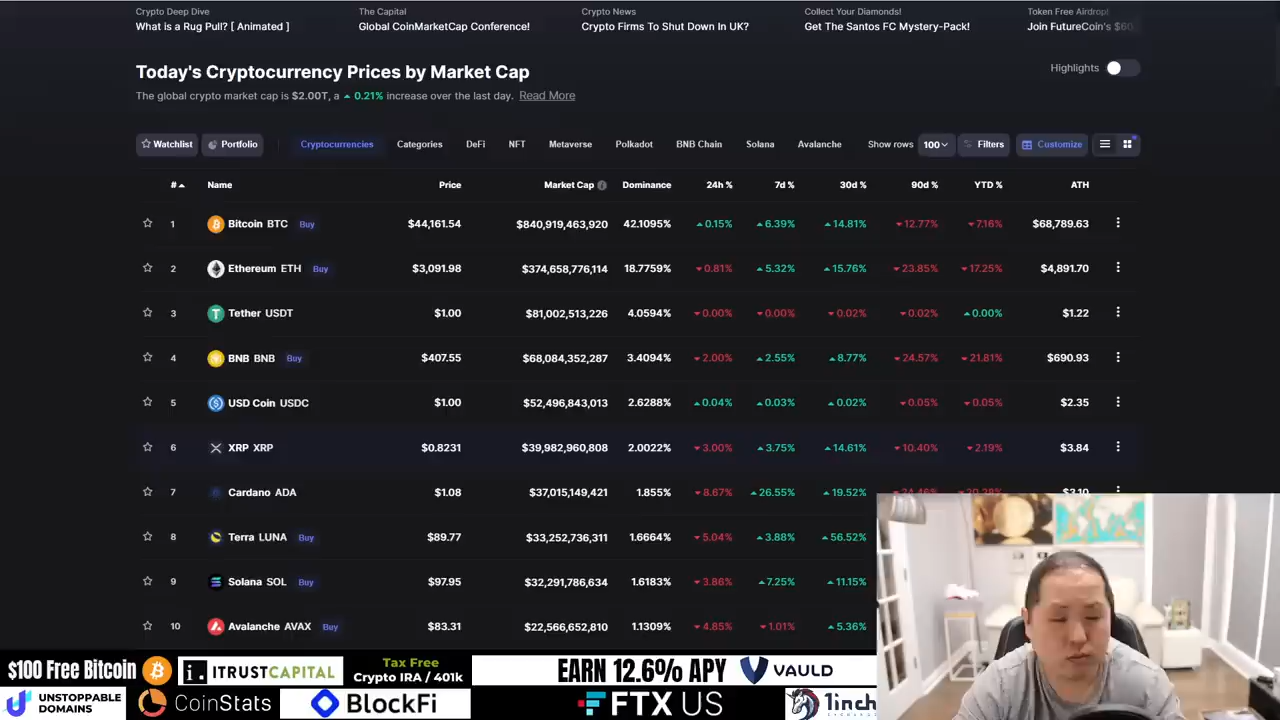 Crypto Deep Dive
What is a Rug Pull? [ Animated ]
The Capital
Global CoinMarketCap Conference!
Crypto News
Crypto Firms To Shut Down In UK?
Collect Your Diamonds!
Get The Santos FC Mystery-Pack!
Token Free Airdrop!
Join FutureCoin's $60,
Today's Cryptocurrency Prices by Market Cap
Highlights
The global crypto market cap is $2.00T, a 0.21% increase over the last day. Read More
Watchlist Portfolio Cryptocurrencies Categories DeFi NFT Metaverse Polkadot BNB Chain Solana Avalanche Show rows 100 Filters Customize
# Name Price Market Cap Dominance 24h % 7d % 30d % 90d % YTD % ATH
1 Bitcoin BTC Buy $44,161.54 $840,919,463,920 42.1095% 0.15% 6.39% 14.81% 12.77% 7.16% $68,789.63
2 Ethereum ETH Buy $3,091.98 $374,658,776,114 18.7759% 0.81% 5.32% 15.76% 23.85% 17.25% $4,891.70
3 Tether USDT $1.00 $81,002,513,226 4.0594% 0.00% 0.00% 0.02% 0.02% 0.00% $1.22
4 BNB BNB Buy $407.55 $68,084,352,287 3.4094% 2.00% 2.55% 8.77% 24.57% 21.81% $690.93
5 USD Coin USDC $1.00 $52,496,843,013 2.6288% 0.04% 0.03% 0.02% 0.05% 0.05% $2.35
6 XRP XRP $0.8231 $39,982,960,808 2.0022% 3.00% 3.75% 14.61% 10.40% 2.19% $3.84
7 Cardano ADA $1.08 $37,015,149,421 1.855% 8.67% 26.55% 19.52% $3.10
8 Terra LUNA Buy $89.77 $33,252,736,311 1.6664% 5.04% 3.88% 56.52%
9 Solana SOL Buy $97.95 $32,291,786,634 1.6183% 3.86% 7.25% 11.15%
10 Avalanche AVAX Buy $83.31 $22,566,652,810 1.1309% 4.85% 1.01% 5.36%
$100 Free Bitcoin
i. ITRUSTCAPITAL
Tax Free
Crypto IRA / 401k
EARN 12.6% APY VAULD
UNSTOPPABLE
DOMAINS
CoinStats
BlockFi
FTX US
1inch